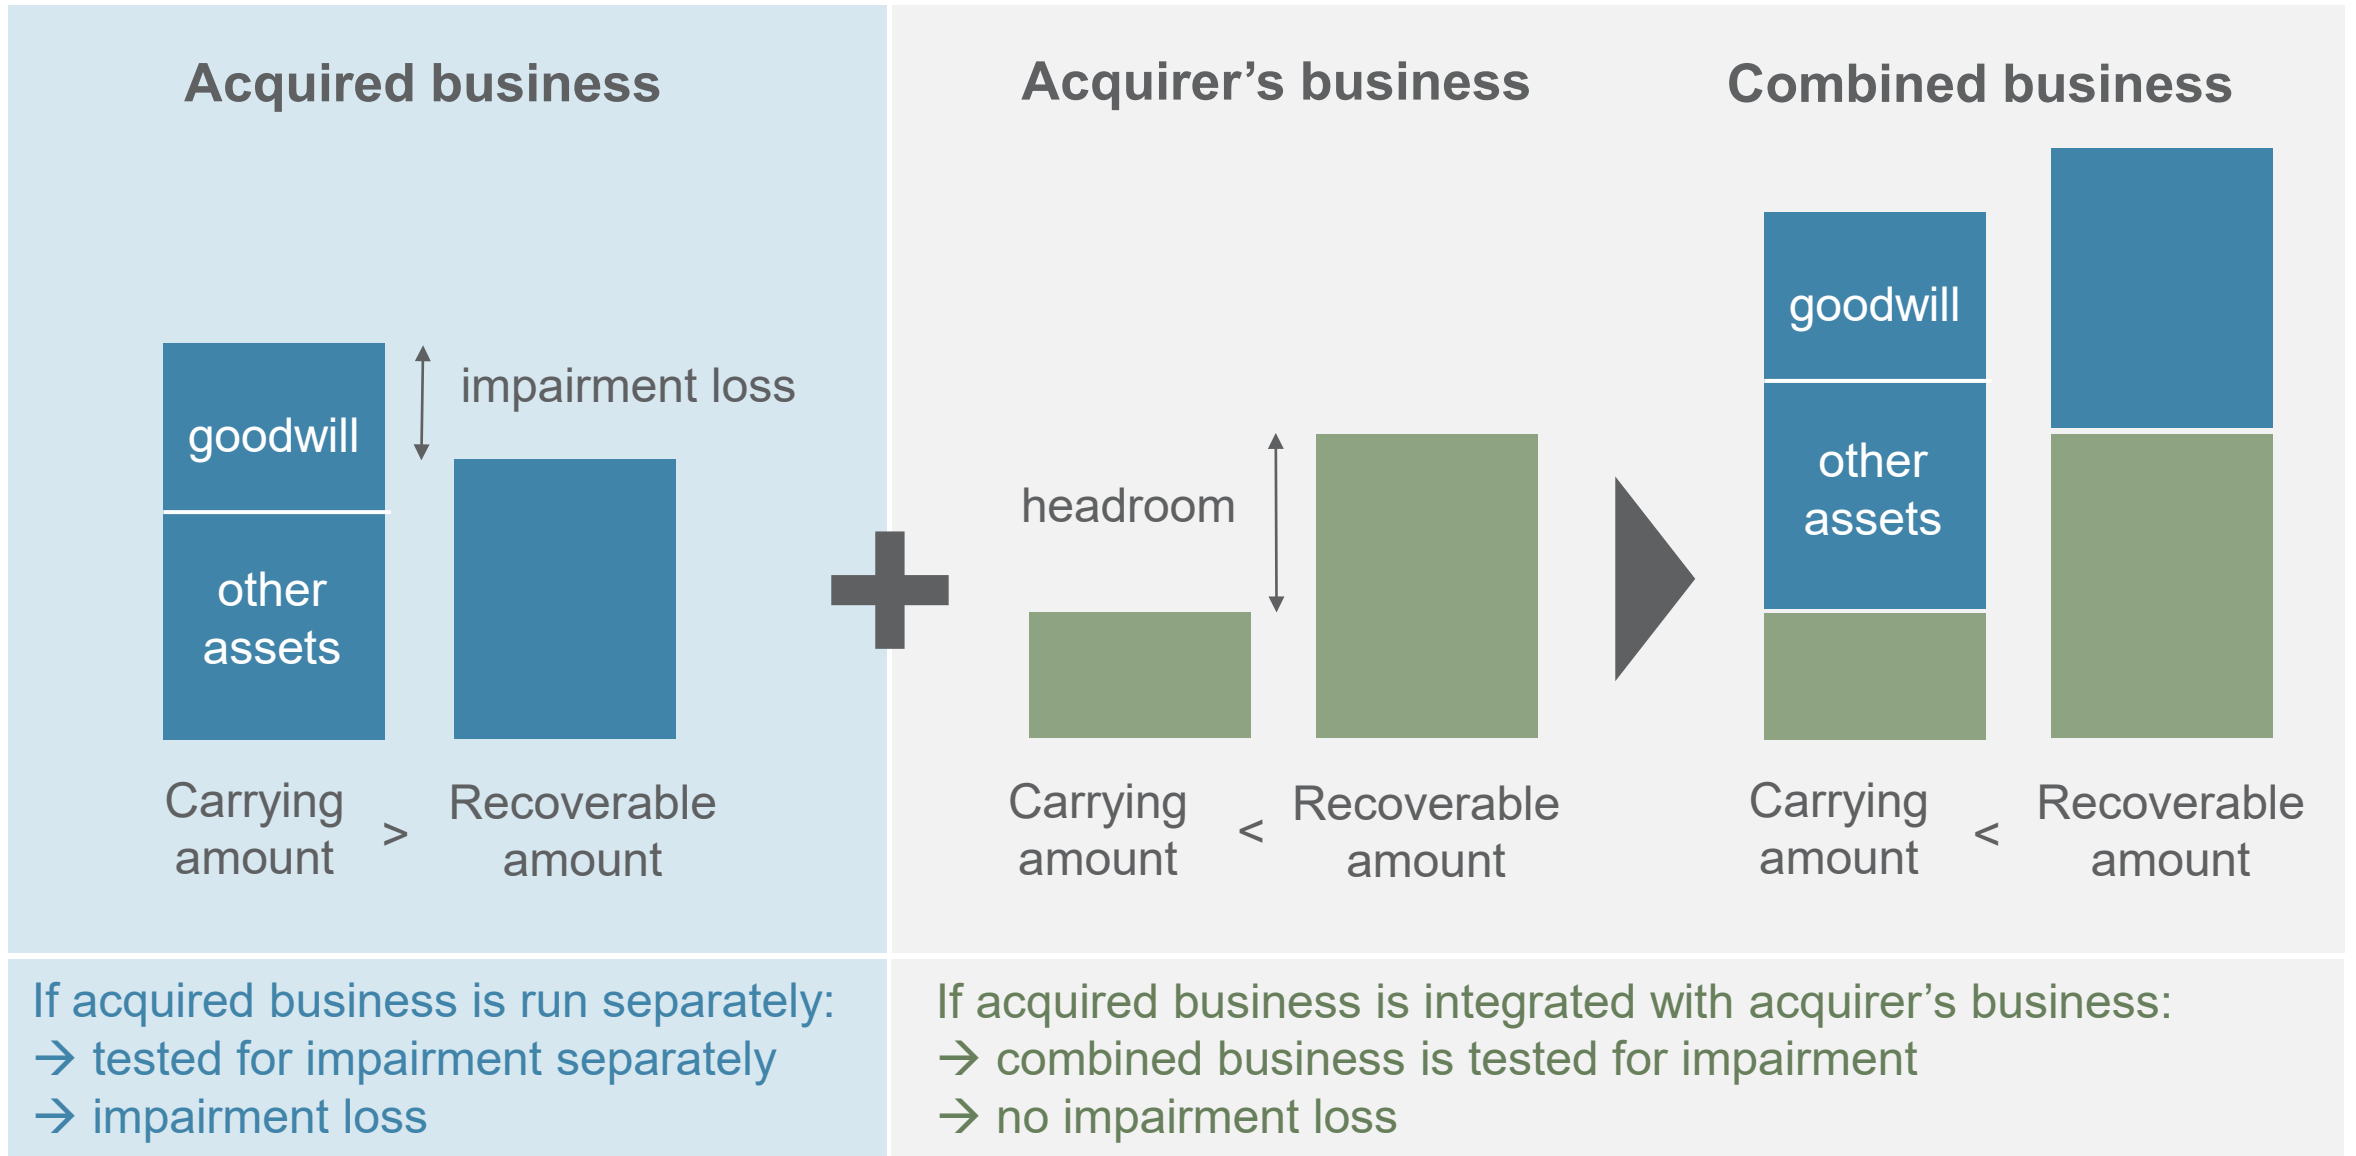 Acquired business
Acquirer’s business
Combined business
goodwill
other
assets
impairment loss
Carrying
amount
>
Recoverable
amount
headroom
Carrying
amount
<
Recoverable
amount
goodwill
other
assets
Carrying
amount
<
Recoverable
amount
If acquired business is run separately:
→ tested for impairment separately
→ impairment loss
If acquired business is integrated with acquirer’s business:
→ combined business is tested for impairment
→ no impairment loss